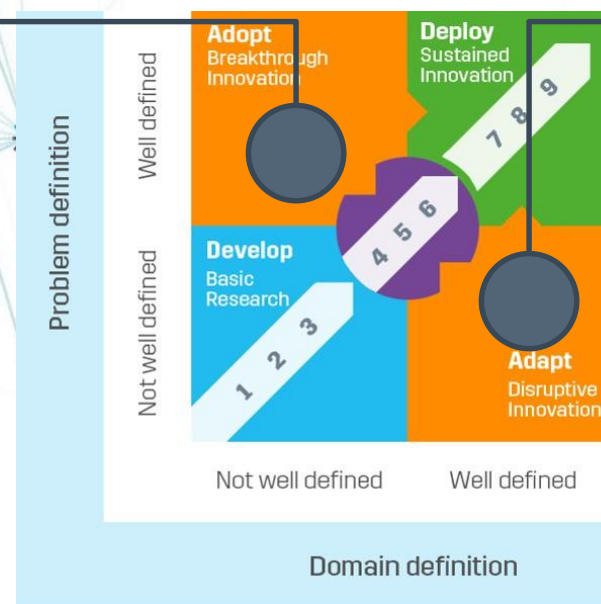 Adopt
Breakthrough
Innovation
Deploy
Sustained
Innovation
7 8 9
4 5 6
Develop
Basic
Research
1 2 3
Adapt
Disruptive
Innovation
Problem definition
Well defined
Not well defined
Not well defined
Well defined
Domain definition